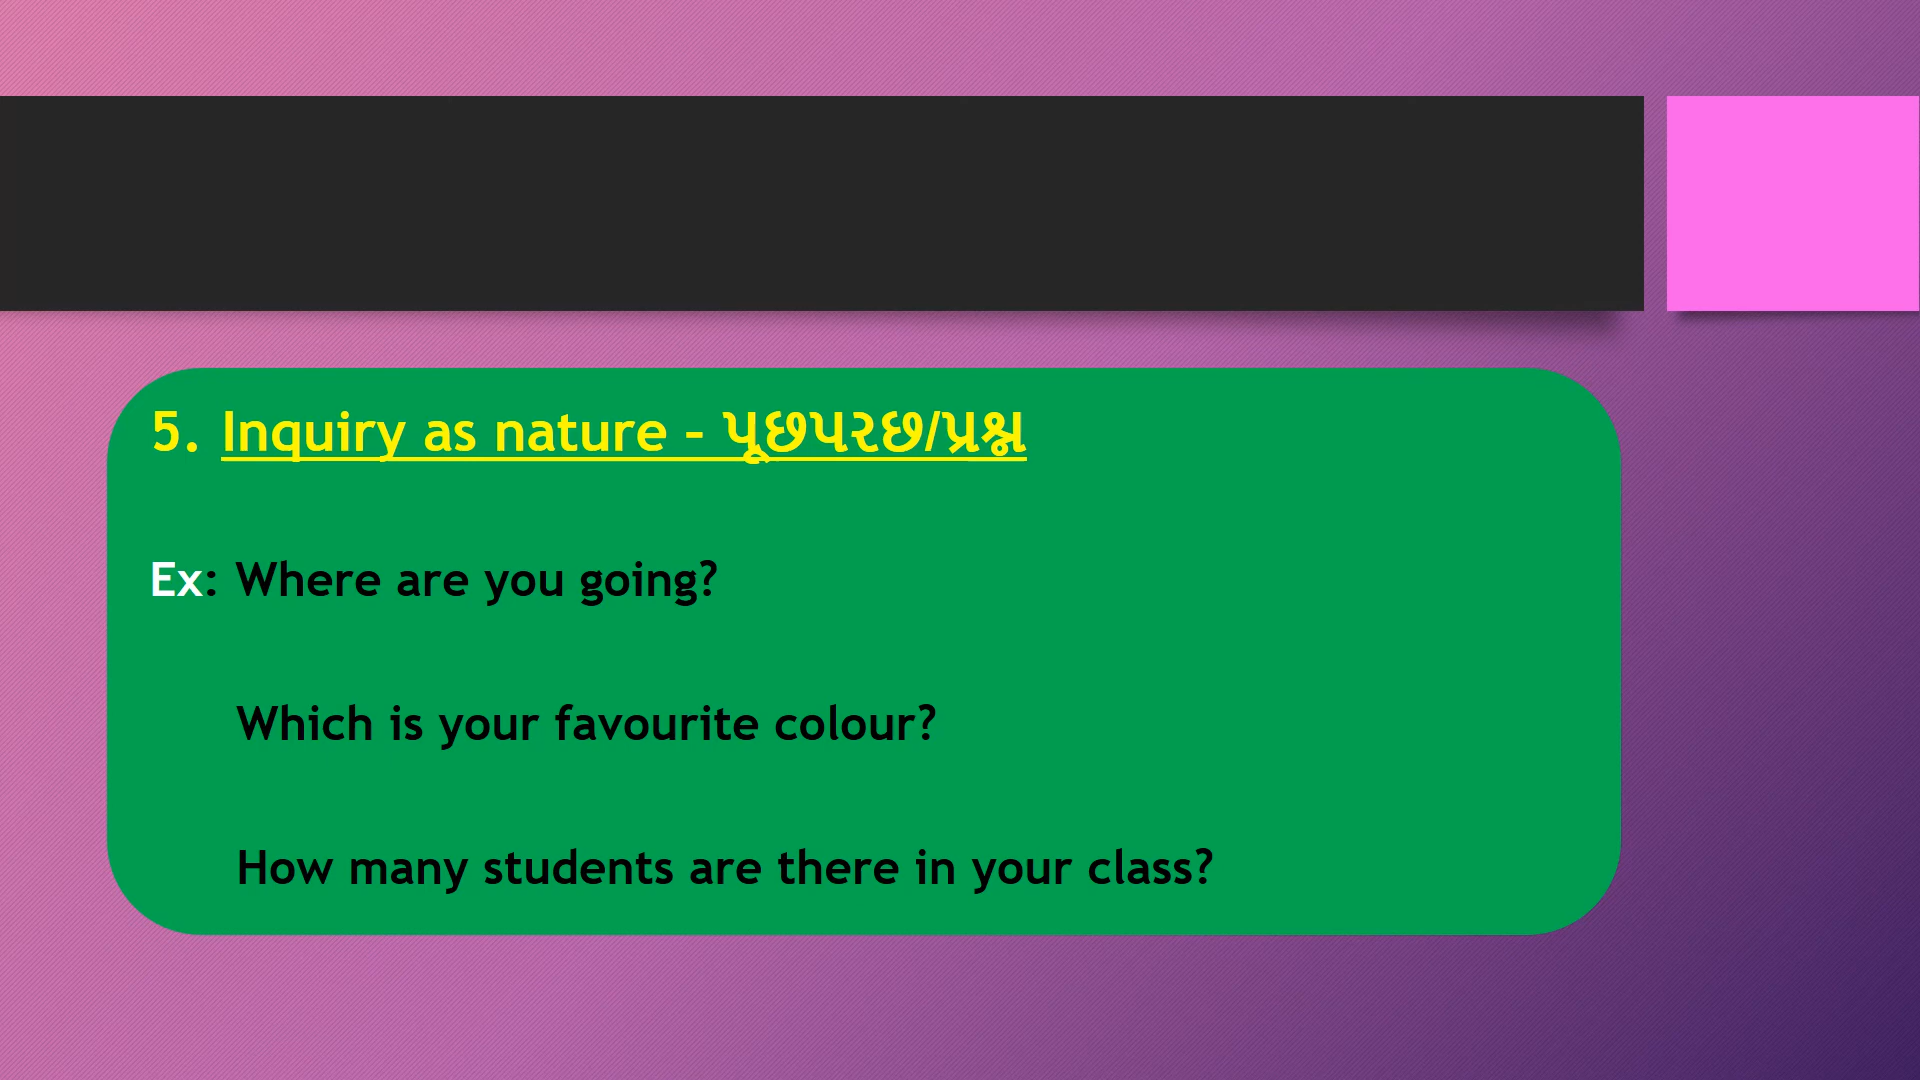 5. Inquiry as nature - પૂછપરછ/પ્રશ્ન
Ex: Where are you going?
Which is your favourite colour?
How many students are there in your class?